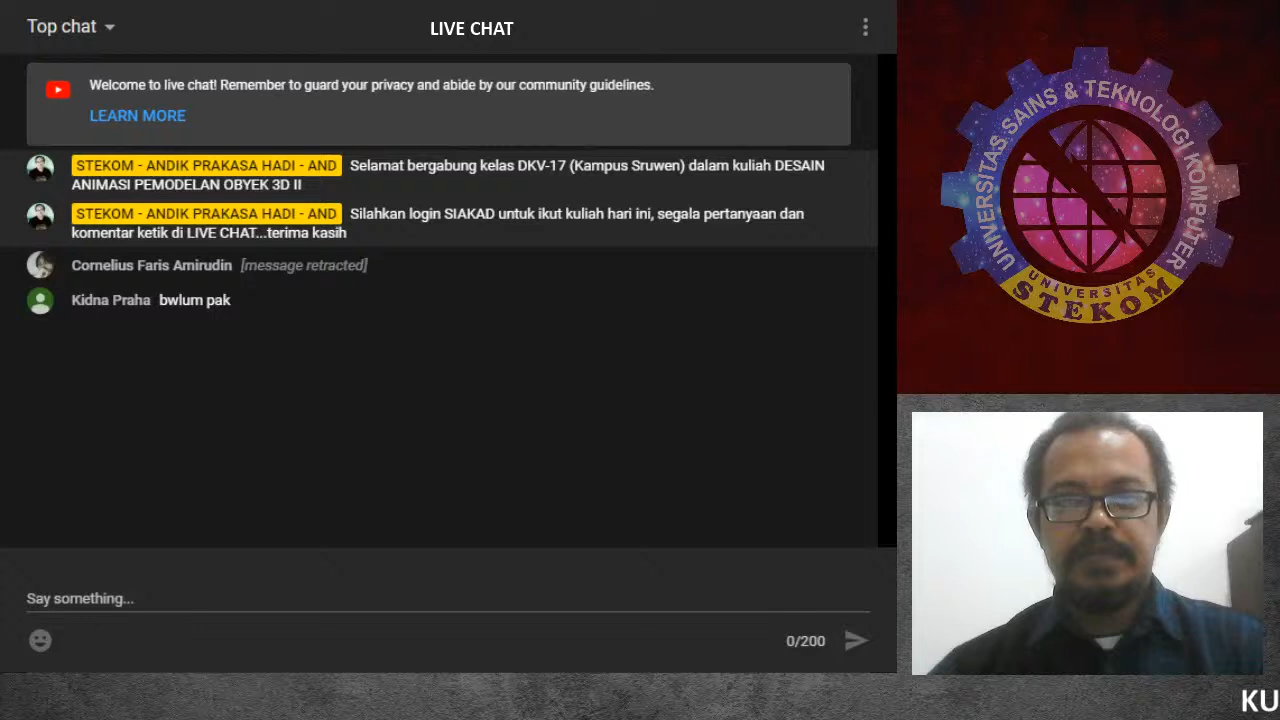 Top chat
LIVE CHAT
Welcome to live chat! Remember to guard your privacy and abide by our community guidelines.
LEARN MORE
STEKOM - ANDIK PRAKASA HADI - AND Selamat bergabung kelas DKV-17 (Kampus Sruwen) dalam kuliah DESAIN
ANIMASI PEMODELAN OBYEK 3D II
STEKOM - ANDIK PRAKASA HADI - AND Silahkan login SIAKAD untuk ikut kuliah hari ini, segala pertanyaan dan
komentar ketik di LIVE CHAT...terima kasih
Cornelius Faris Amirudin [message retracted]
Kidna Praha bwlum pak
Say something...
0/200
UNIVERSITAS SAINS & TEKNOLOGI KOMPUTER
UNIVERSITAS
STEKOM
KU